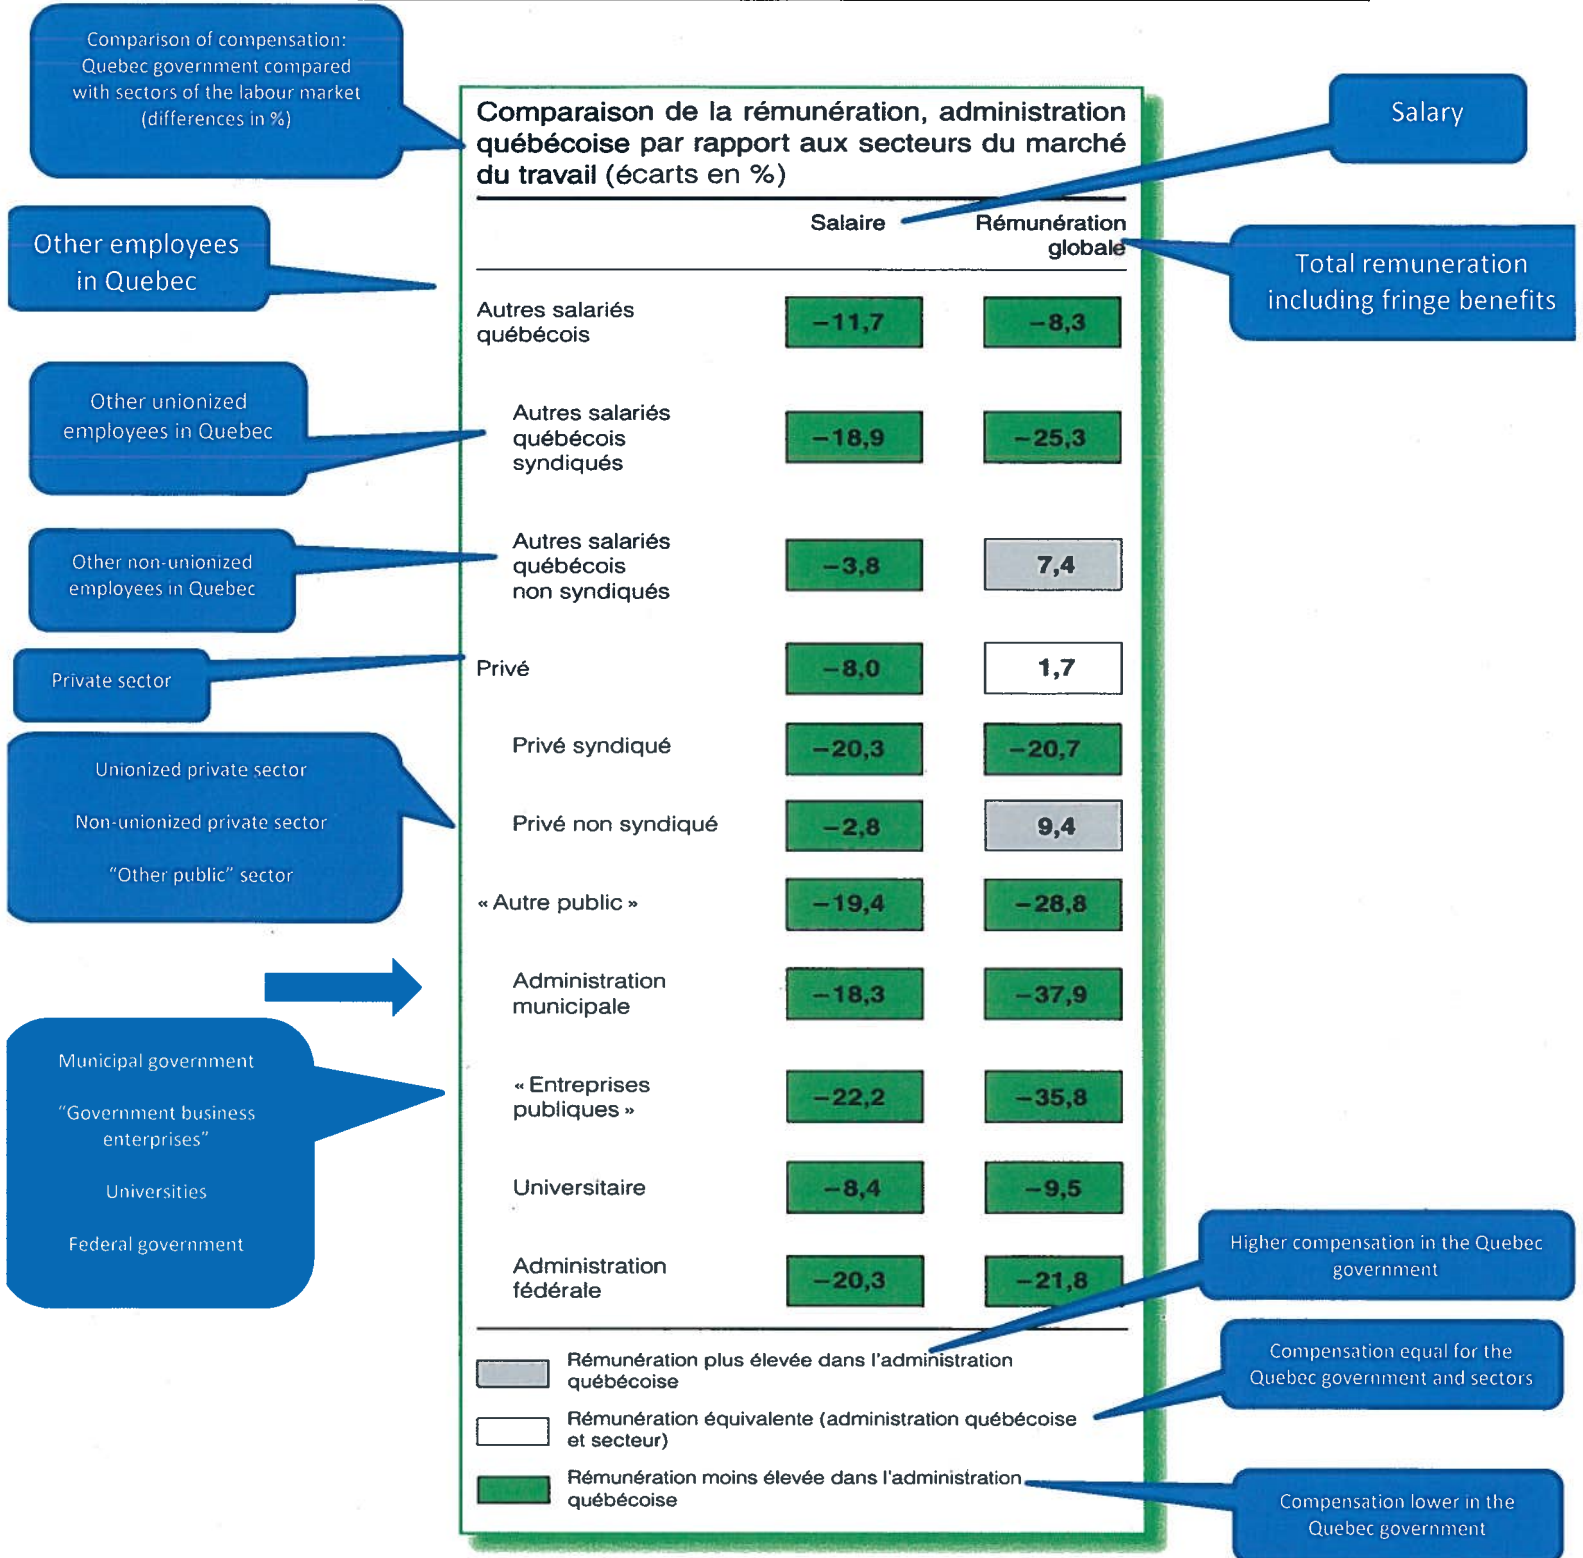 Comparison of compensation:
Quebec government compared
with sectors of the labour market
(differences in %)
Comparaison de la rémunération, administration
québécoise par rapport aux secteurs du marché
du travail (écarts en %)
Salary
Salaire
Rémunération
globale
Total remuneration
including fringe benefits
Other employees
in Quebec
Autres salariés
québécois
−11,7
−8,3
Other unionized
employees in Quebec
Autres salariés
québécois
syndiqués
−18,9
−25,3
Other non-unionized
employees in Quebec
Autres salariés
québécois
non syndiqués
−3,8
7,4
Private sector
Privé
−8,0
1,7
Unionized private sector
Non-unionized private sector
"Other public" sector
Privé syndiqué
−20,3
−20,7
Privé non syndiqué
−2,8
9,4
« Autre public »
−19,4
−28,8
Administration
municipale
−18,3
−37,9
Municipal government
"Government business
enterprises"
Universities
Federal government
« Entreprises
publiques »
−22,2
−35,8
Universitaire
−8,4
−9,5
Administration
fédérale
−20,3
−21,8
Higher compensation in the Quebec
government
Rémunération plus élevée dans l'administration
québécoise
Compensation equal for the
Quebec government and sectors
Rémunération équivalente (administration québécoise
et secteur)
Rémunération moins élevée dans l'administration
québécoise
Compensation lower in the
Quebec government